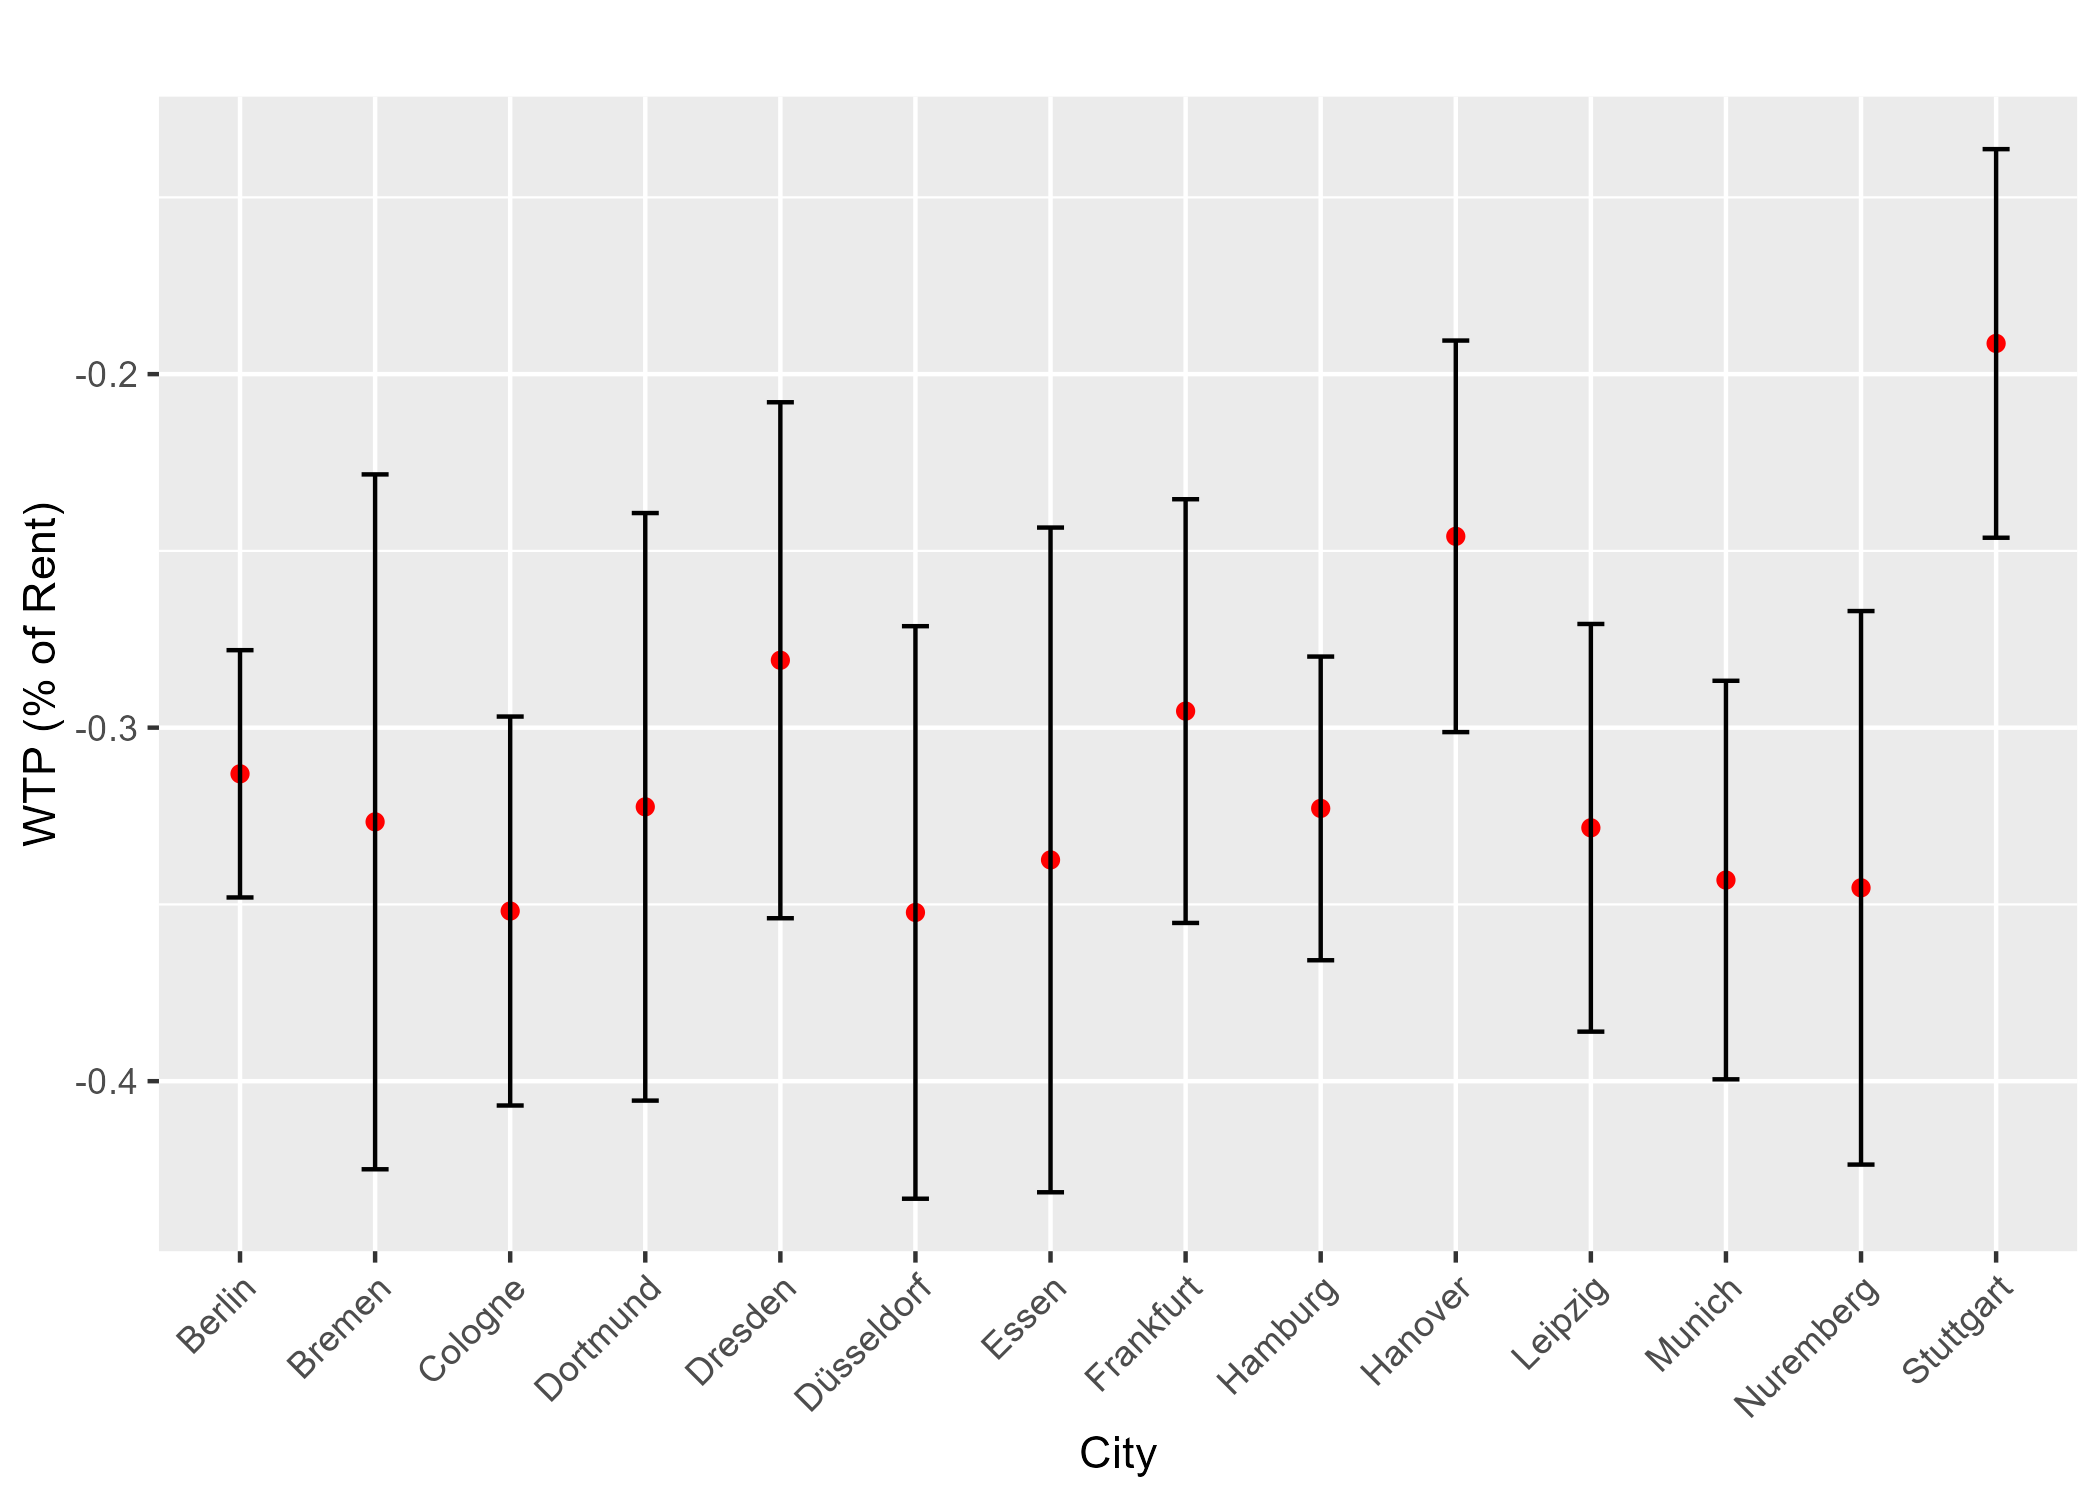 WTP (% of Rent)
-0.2
-0.3
-0.4
Berlin
Bremen
Cologne
Dortmund
Dresden
Düsseldorf
Essen
Frankfurt
Hamburg
Hanover
Leipzig
Munich
Nuremberg
Stuttgart
City